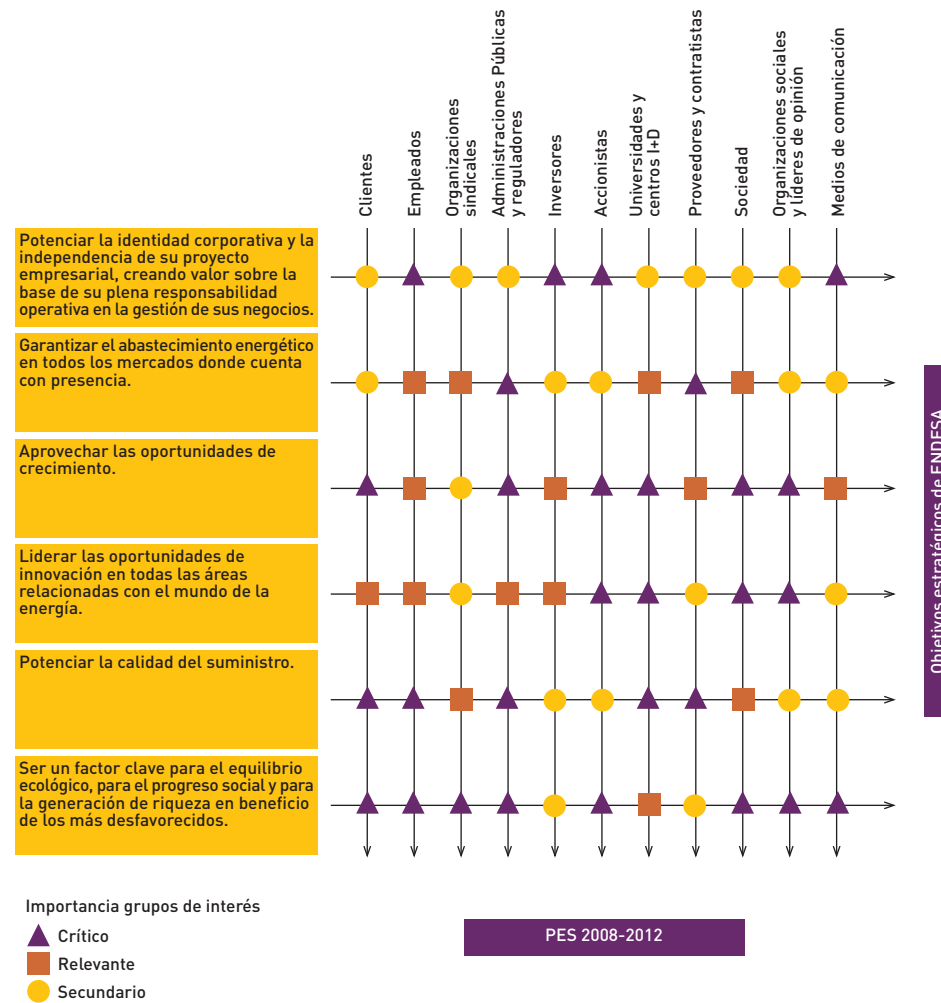 Clientes
Empleados
Organizaciones
sindicales
Administraciones Públicas
y reguladores
Inversores
Accionistas
Universidades y
centros I+D
Proveedores y contratistas
Sociedad
Organizaciones sociales
y líderes de opinión
Medios de comunicación
Potenciar la identidad corporativa y la
independencia de su proyecto
empresarial, creando valor sobre la
base de su plena responsabilidad
operativa en la gestión de sus negocios.
Garantizar el abastecimiento energético
en todos los mercados donde cuenta
con presencia.
Aprovechar las oportunidades de
crecimiento.
Liderar las oportunidades de
innovación en todas las áreas
relacionadas con el mundo de la
energía.
Potenciar la calidad del suministro.
Ser un factor clave para el equilibrio
ecológico, para el progreso social y para
la generación de riqueza en beneficio
de los más desfavorecidos.
Objetivos estratégicos de ENDESA
Importancia grupos de interés
Crítico
Relevante
Secundario
PES 2008-2012